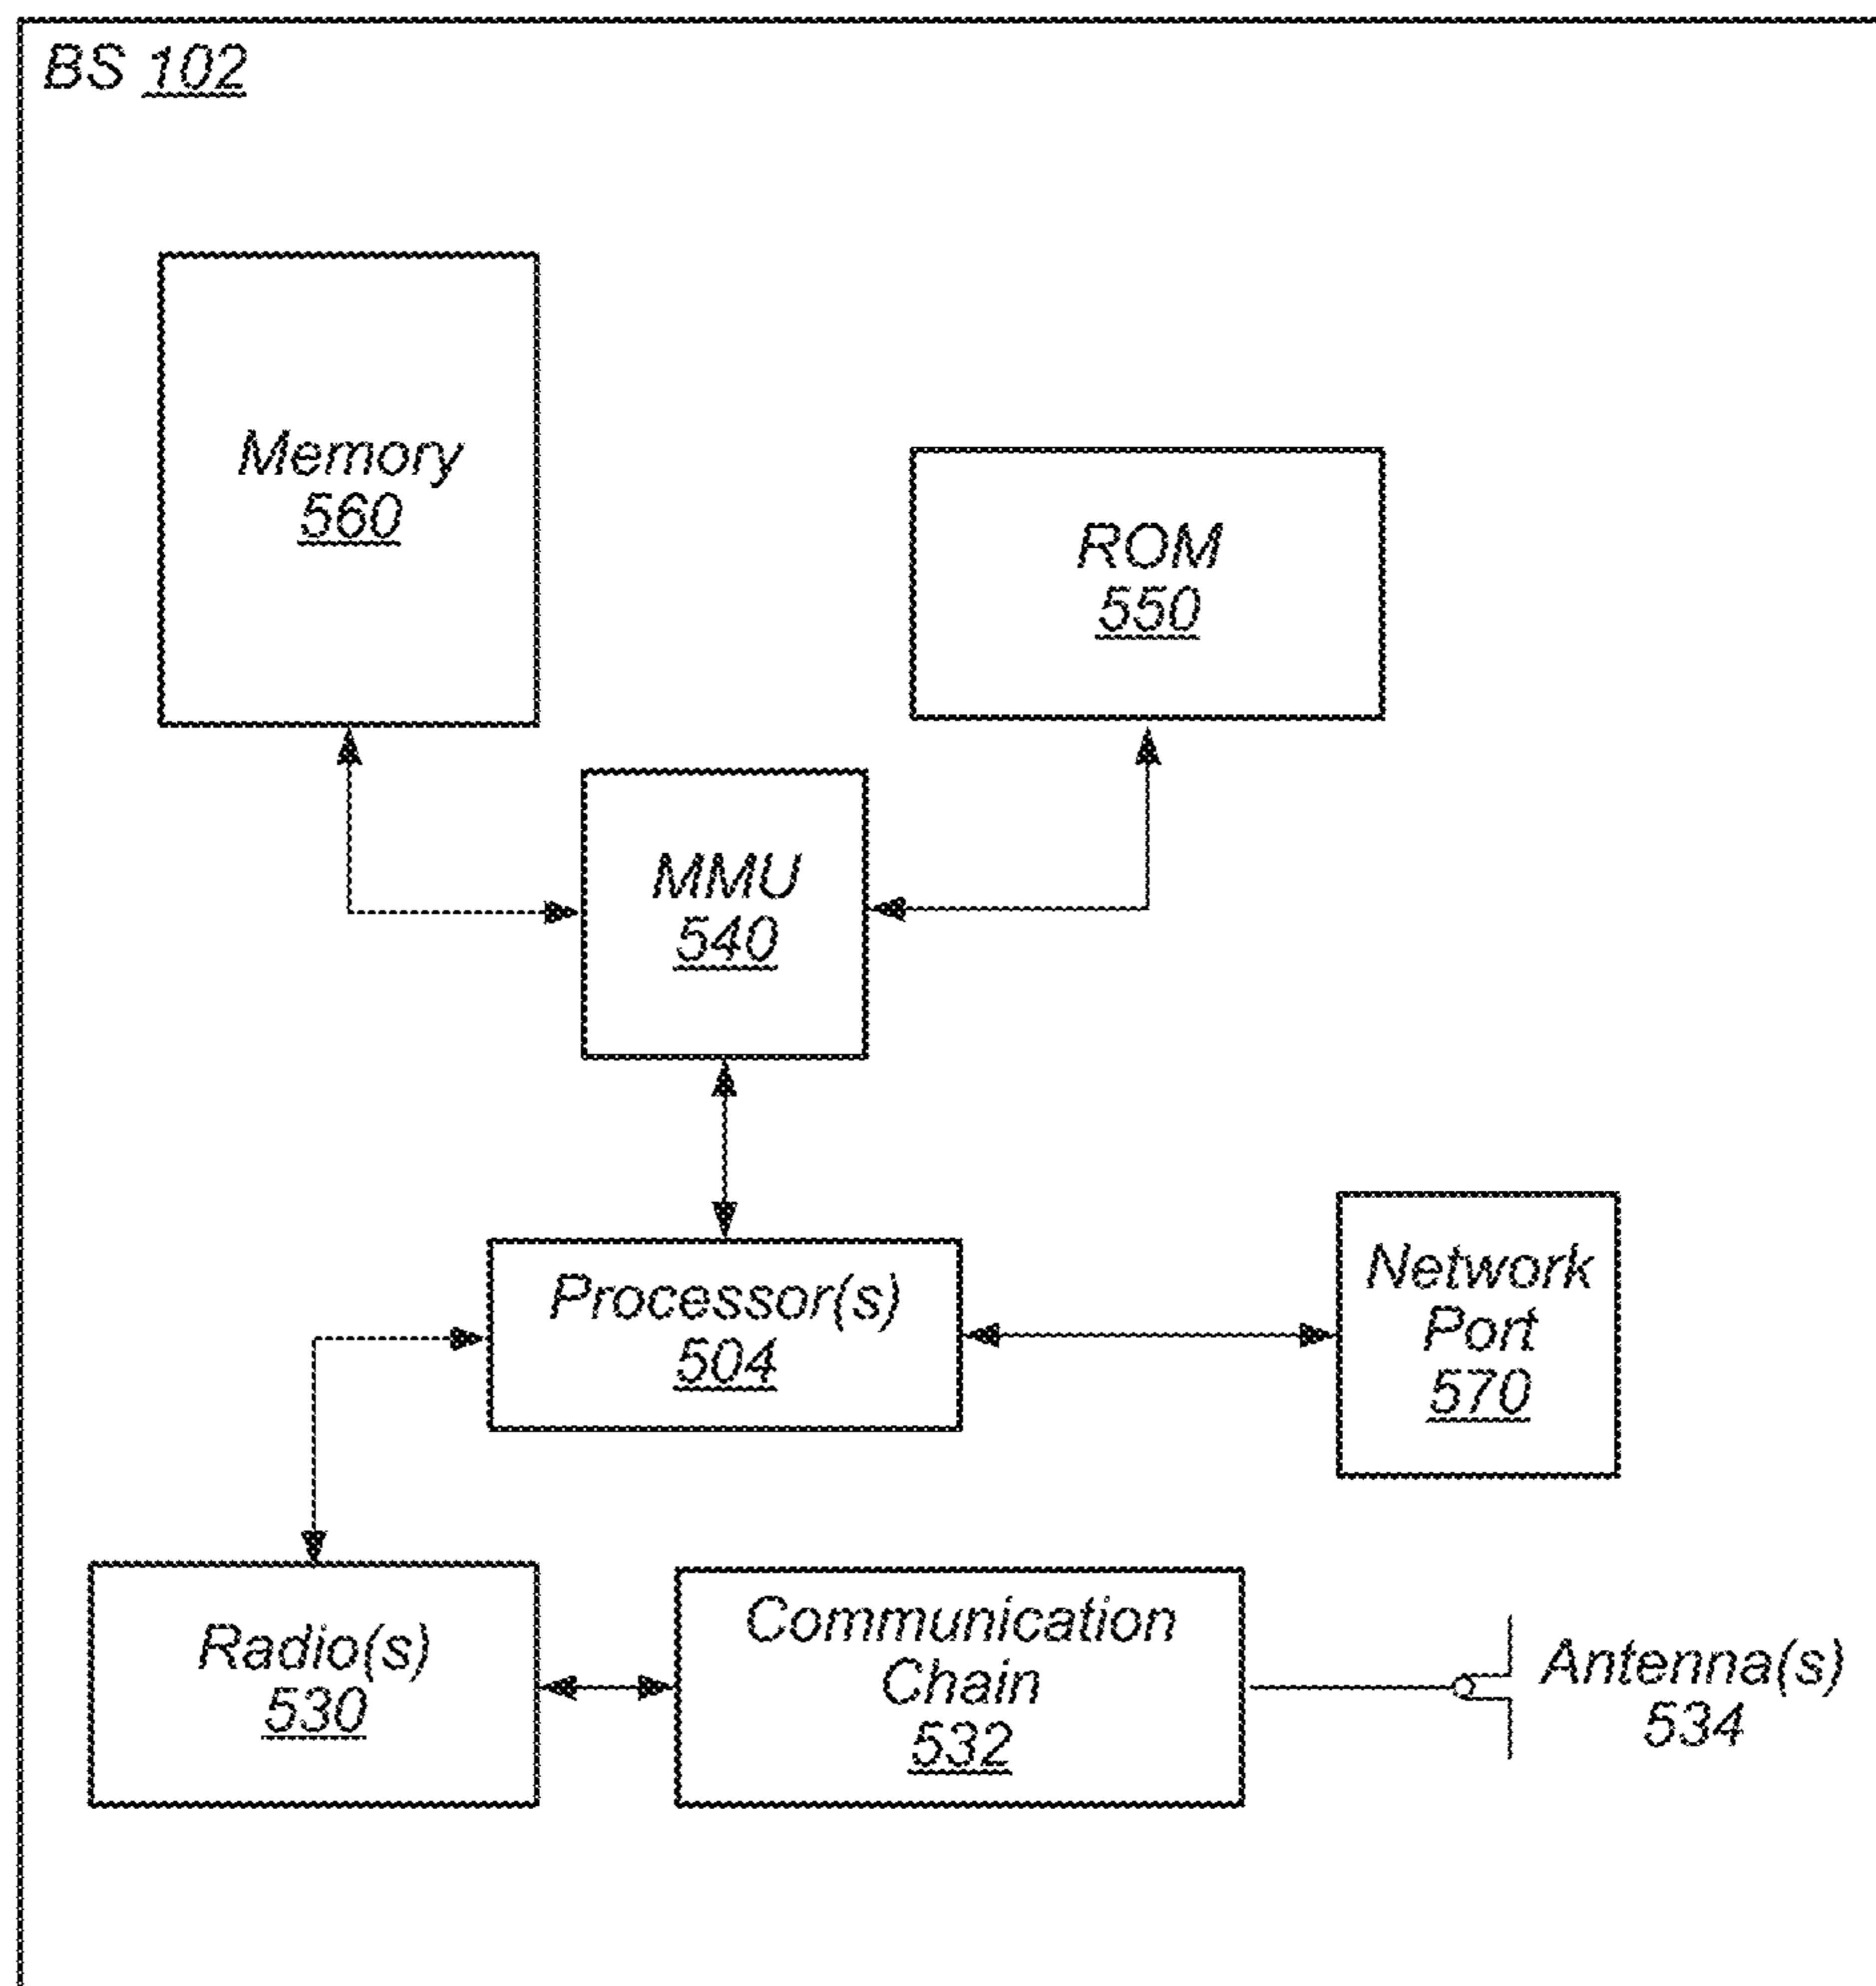 BS 102
Memory
560
ROM
550
MMU
540
Processor(s)
504
Network
Port
570
Radio(s)
530
Communication
Chain
532
Antenna(s)
534